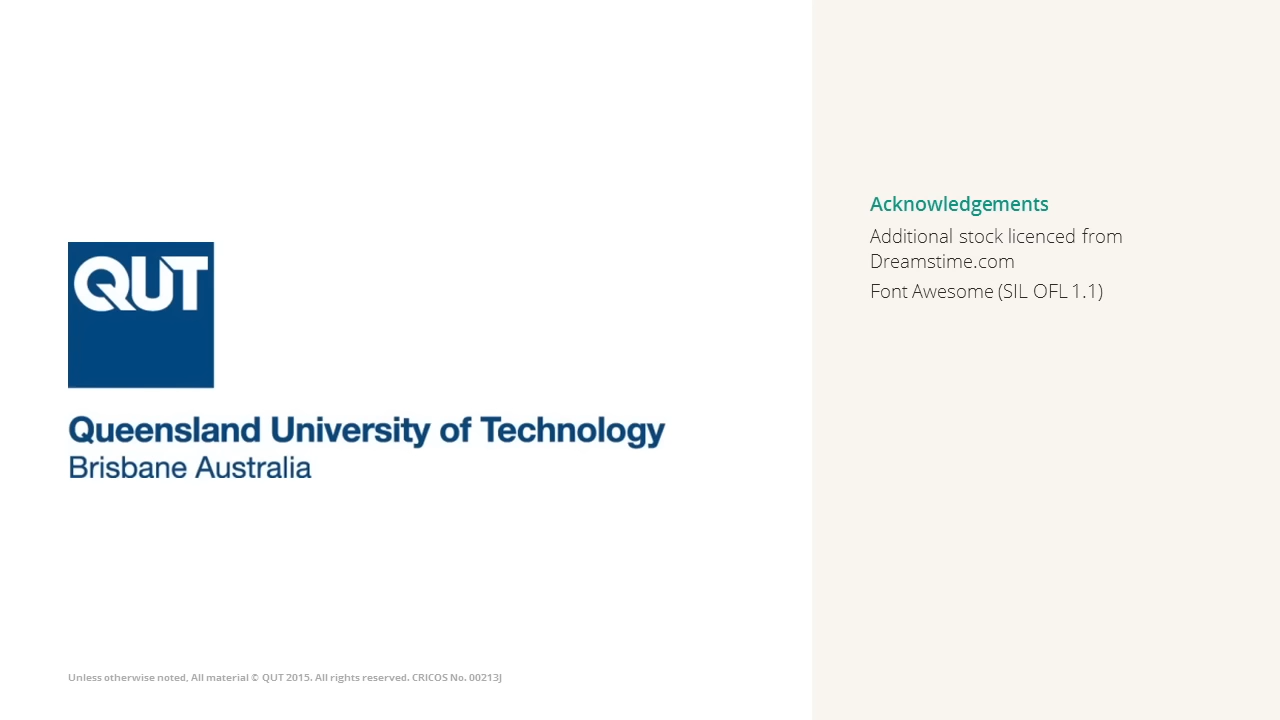 QUT
Queensland University of Technology
Brisbane Australia
Unless otherwise noted, All material © QUT 2015. All rights reserved. CRICOS No. 00213J
Acknowledgements
Additional stock licenced from
Dreamstime.com
Font Awesome (SIL OFL 1.1)